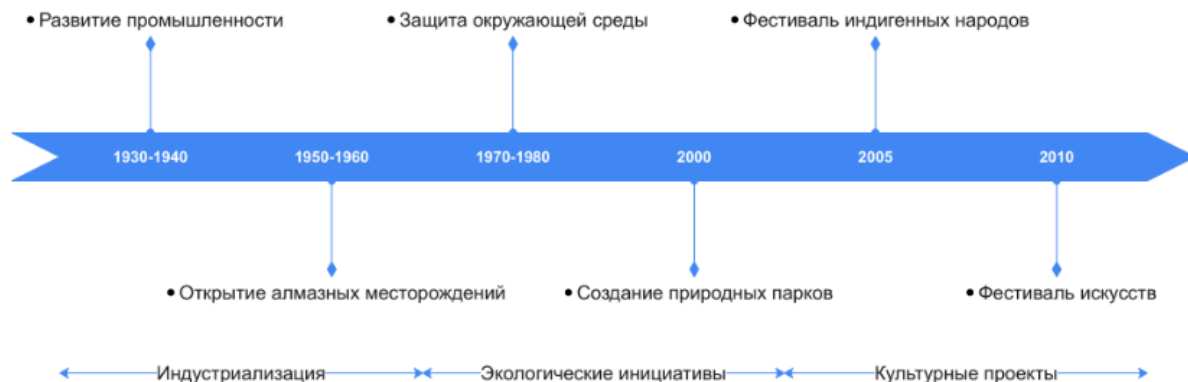 • Развитие промышленности
• Защита окружающей среды
• Фестиваль индигенных народов
1930-1940
1950-1960
1970-1980
2000
2005
2010
• Открытие алмазных месторождений
• Создание природных парков
• Фестиваль искусств
Индустриализация
Экологические инициативы
Культурные проекты